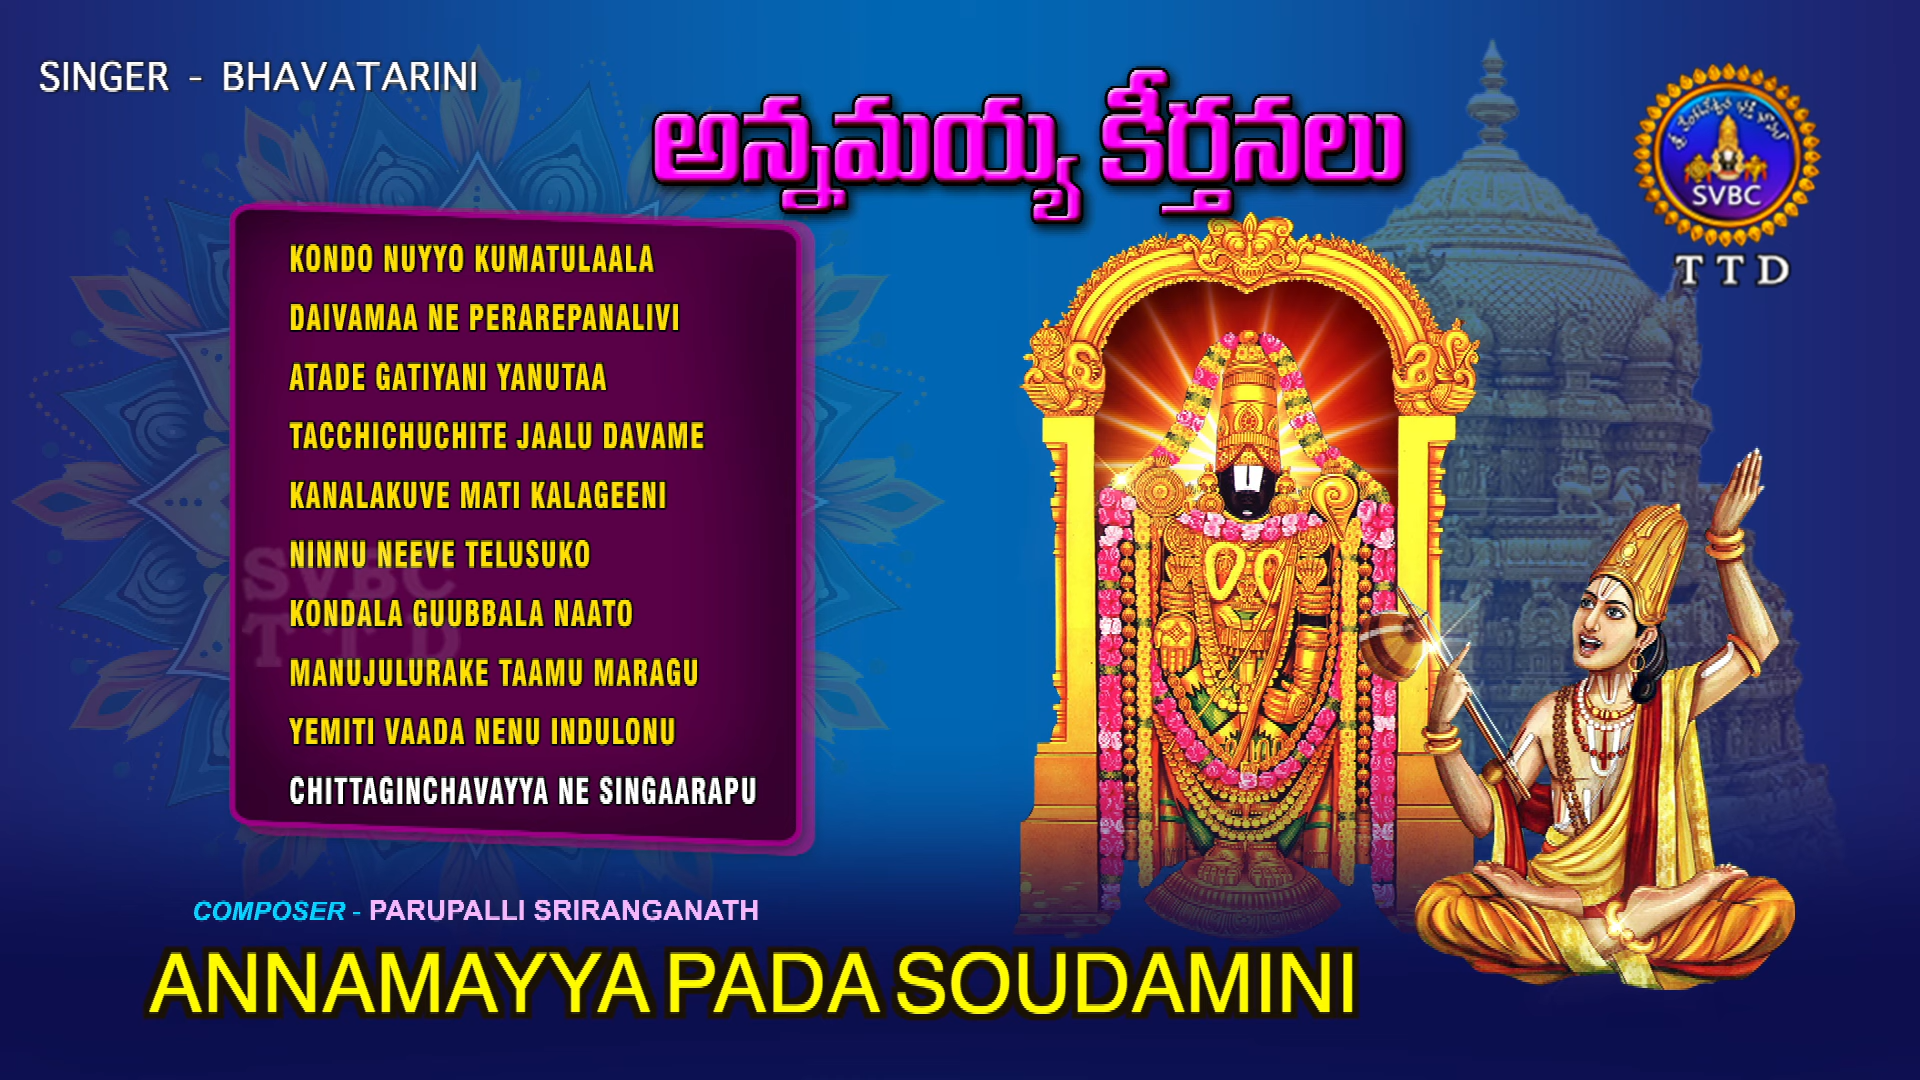 SINGER - BHAVATARINI
అన్నమయ్య కీర్తనలు
SVBC
TTD
KONDO NUYYO KUMATULAALA
DAIVAMAA NE PERAREPANALIVI
ATADE GATIYANI YANUTAA
TACCHICHUCHITE JAALU DAVAME
KANALAKUVE MATI KALAGEENI
NINNU NEEVE TELUSUKO
KONDALA GUUBBALA NAATO
MANUJULURAKE TAAMU MARAGU
YEMITI VAADA NENU INDULONU
CHITTAGINCHAVAYYA NE SINGAARAPU
SVBC
TTD
COMPOSER - PARUPALLI SRIRANGANATH
ANNAMAYYA PADA SOUDAMINI